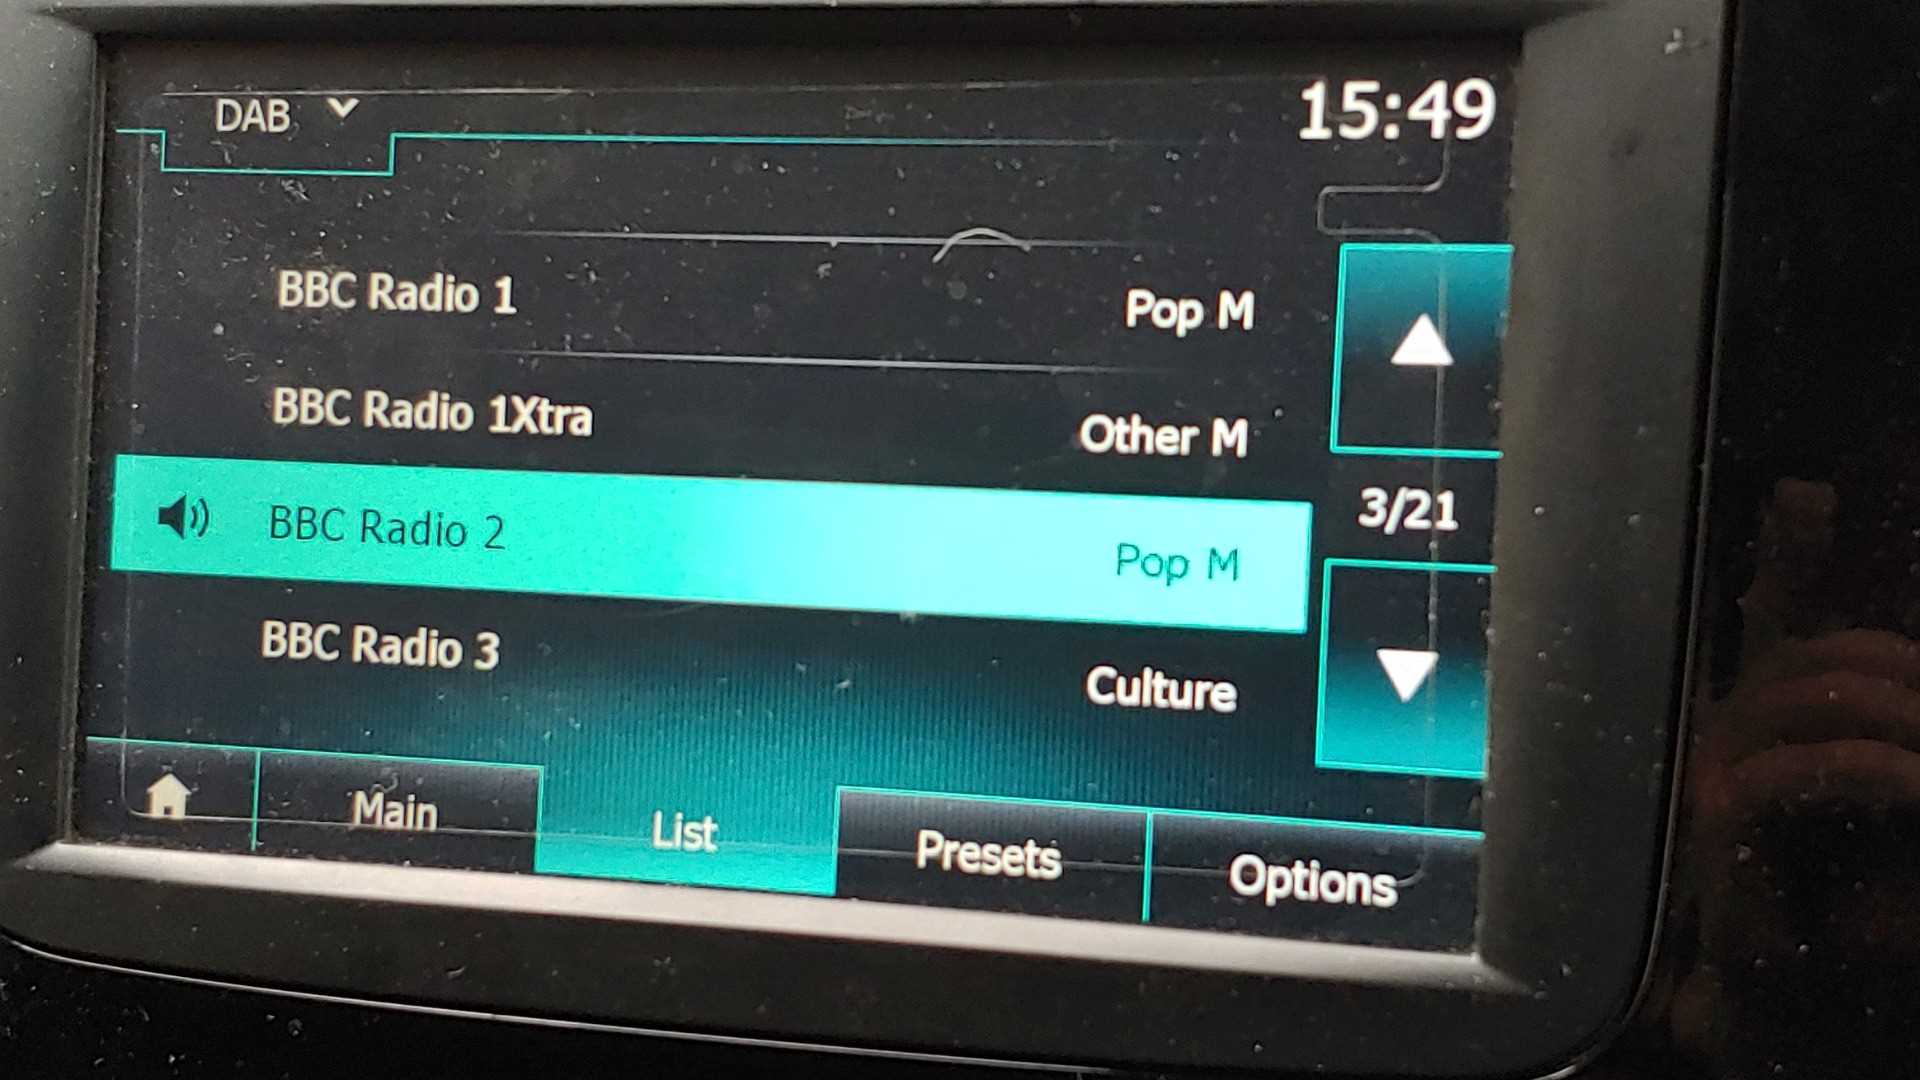 DAB 15:49
BBC Radio 1 Pop M
BBC Radio 1Xtra Other M
BBC Radio 2 Pop M
3/21
BBC Radio 3 Culture
Main List Presets Options